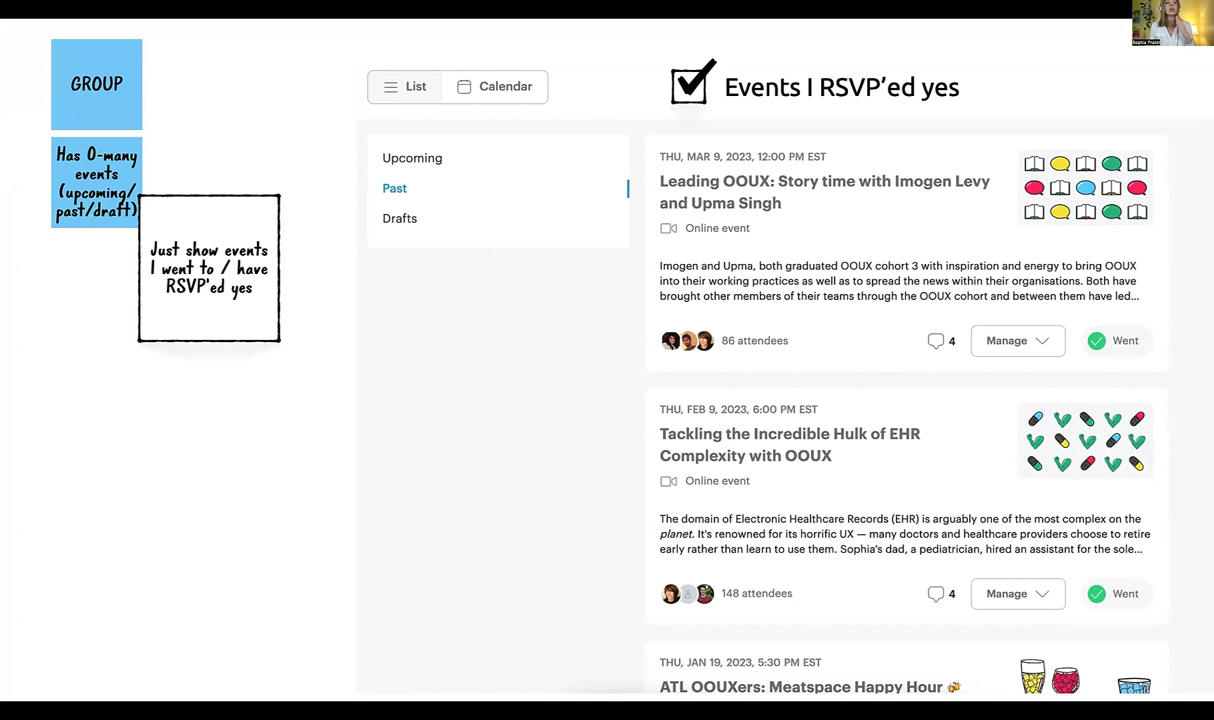 Sophia Prater
GROUP
Has 0-many
events
(upcoming/
past/draft)
Just show events
I went to / have
RSVP'ed yes
List
Calendar
Events I RSVP'ed yes
Upcoming
Past
Drafts
THU, MAR 9, 2023, 12:00 PM EST
Leading OOUX: Story time with Imogen Levy
and Upma Singh
Online event
Imogen and Upma, both graduated OOUX cohort 3 with inspiration and energy to bring OOUX
into their working practices as well as to spread the news within their organisations. Both have
brought other members of their teams through the OOUX cohort and between them have led...
86 attendees
4
Manage
Went
THU, FEB 9, 2023, 6:00 PM EST
Tackling the Incredible Hulk of EHR
Complexity with OOUX
Online event
The domain of Electronic Healthcare Records (EHR) is arguably one of the most complex on the
planet. It's renowned for its horrific UX — many doctors and healthcare providers choose to retire
early rather than learn to use them. Sophia's dad, a pediatrician, hired an assistant for the sole...
148 attendees
4
Manage
Went
THU, JAN 19, 2023, 5:30 PM EST
ATL OOUXers: Meatspace Happy Hour 🍻